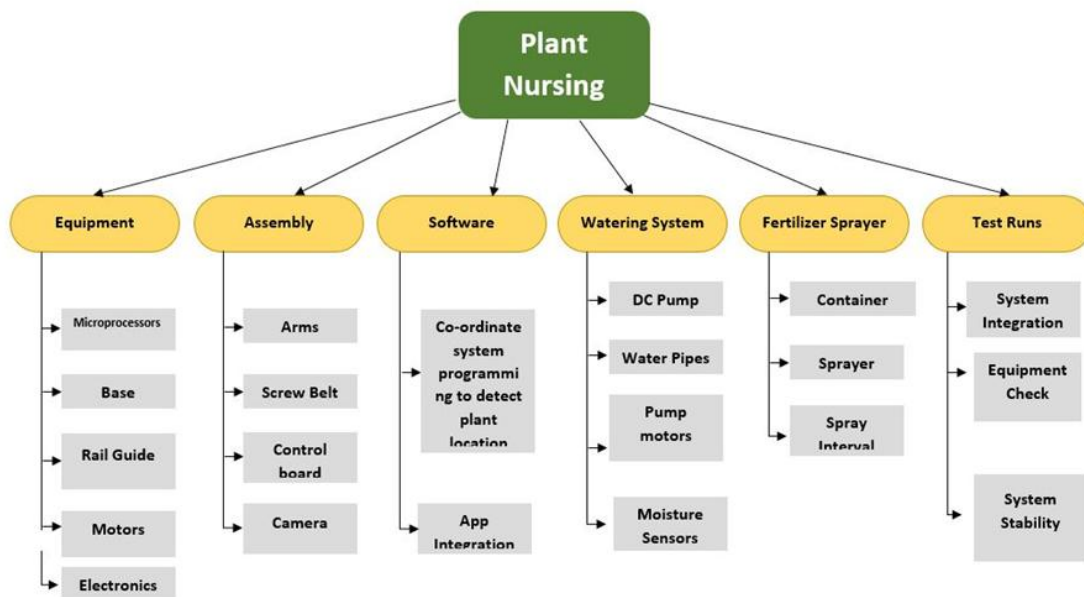 Plant
Nursing
Equipment
Assembly
Software
Watering System
Fertilizer Sprayer
Test Runs
Microprocessors
Base
Rail Guide
Motors
Electronics
Arms
Screw Belt
Control
board
Camera
Co-ordinate
system
programmi
ng to detect
plant
location
App
Integration
DC Pump
Water Pipes
Pump
motors
Moisture
Sensors
Container
Sprayer
Spray
Interval
System
Integration
Equipment
Check
System
Stability